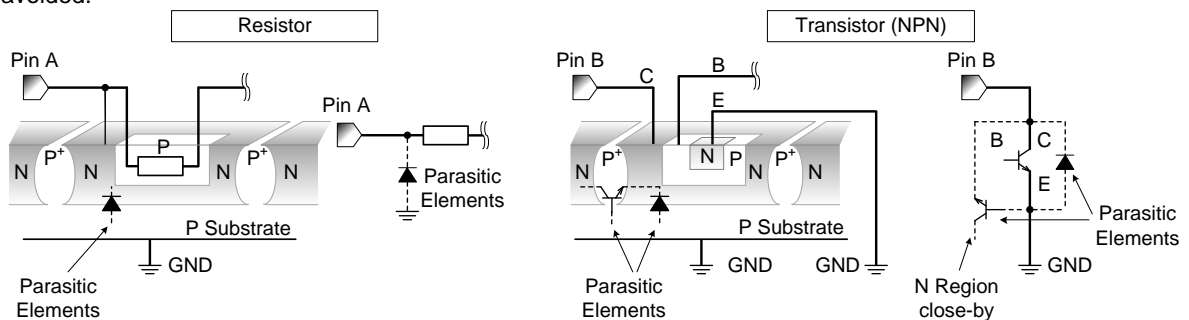 avoided.
Resistor
Transistor (NPN)
Pin A
Pin B
B
C
E
Pin B
Pin A
B
C
E
N
P+
N
P
N
P+
N
Parasitic
Elements
N
P+
N
N
P
N
P+
N
P Substrate
P Substrate
Parasitic
Elements
GND
GND
GND
GND
Parasitic
Elements
Parasitic
Elements
N Region
close-by